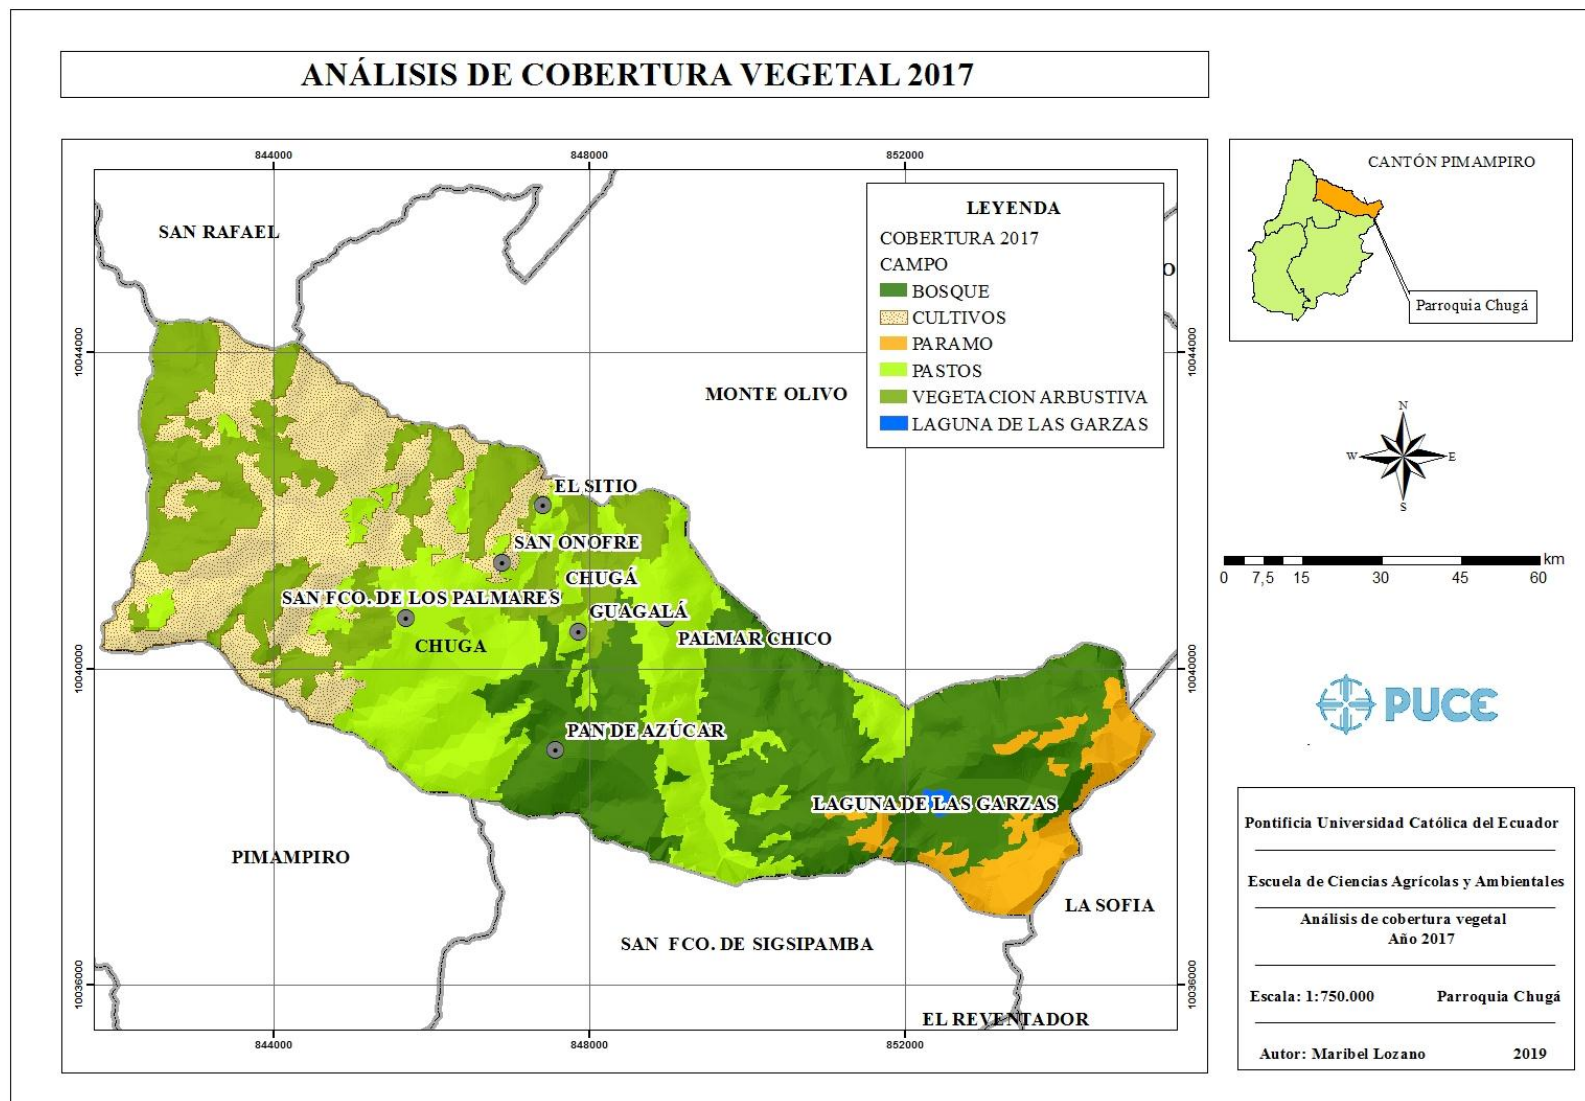 ANÁLISIS DE COBERTURA VEGETAL 2017
844000
848000
852000
10044000
10040000
10036000
10044000
10040000
10036000
844000
848000
852000
SAN RAFAEL
MONTE OLIVO
O
EL SITIO
SAN ONOFRE
CHUGÁ
SAN FCO. DE LOS PALMARES
GUAGALÁ
CHUGA
PALMAR CHICO
PAN DE AZÚCAR
LAGUNA DE LAS GARZAS
PIMAMPIRO
LA SOFIA
SAN FCO. DE SIGSIPAMBA
EL REVENTADOR
LEYENDA
COBERTURA 2017
CAMPO
BOSQUE
CULTIVOS
PARAMO
PASTOS
VEGETACION ARBUSTIVA
LAGUNA DE LAS GARZAS
CANTÓN PIMAMPIRO
Parroquia Chugá
N
W E
S
km
0 7,5 15 30 45 60
PUCE
Pontificia Universidad Católica del Ecuador
Escuela de Ciencias Agrícolas y Ambientales
Análisis de cobertura vegetal
Año 2017
Escala: 1:750.000 Parroquia Chugá
Autor: Maribel Lozano 2019